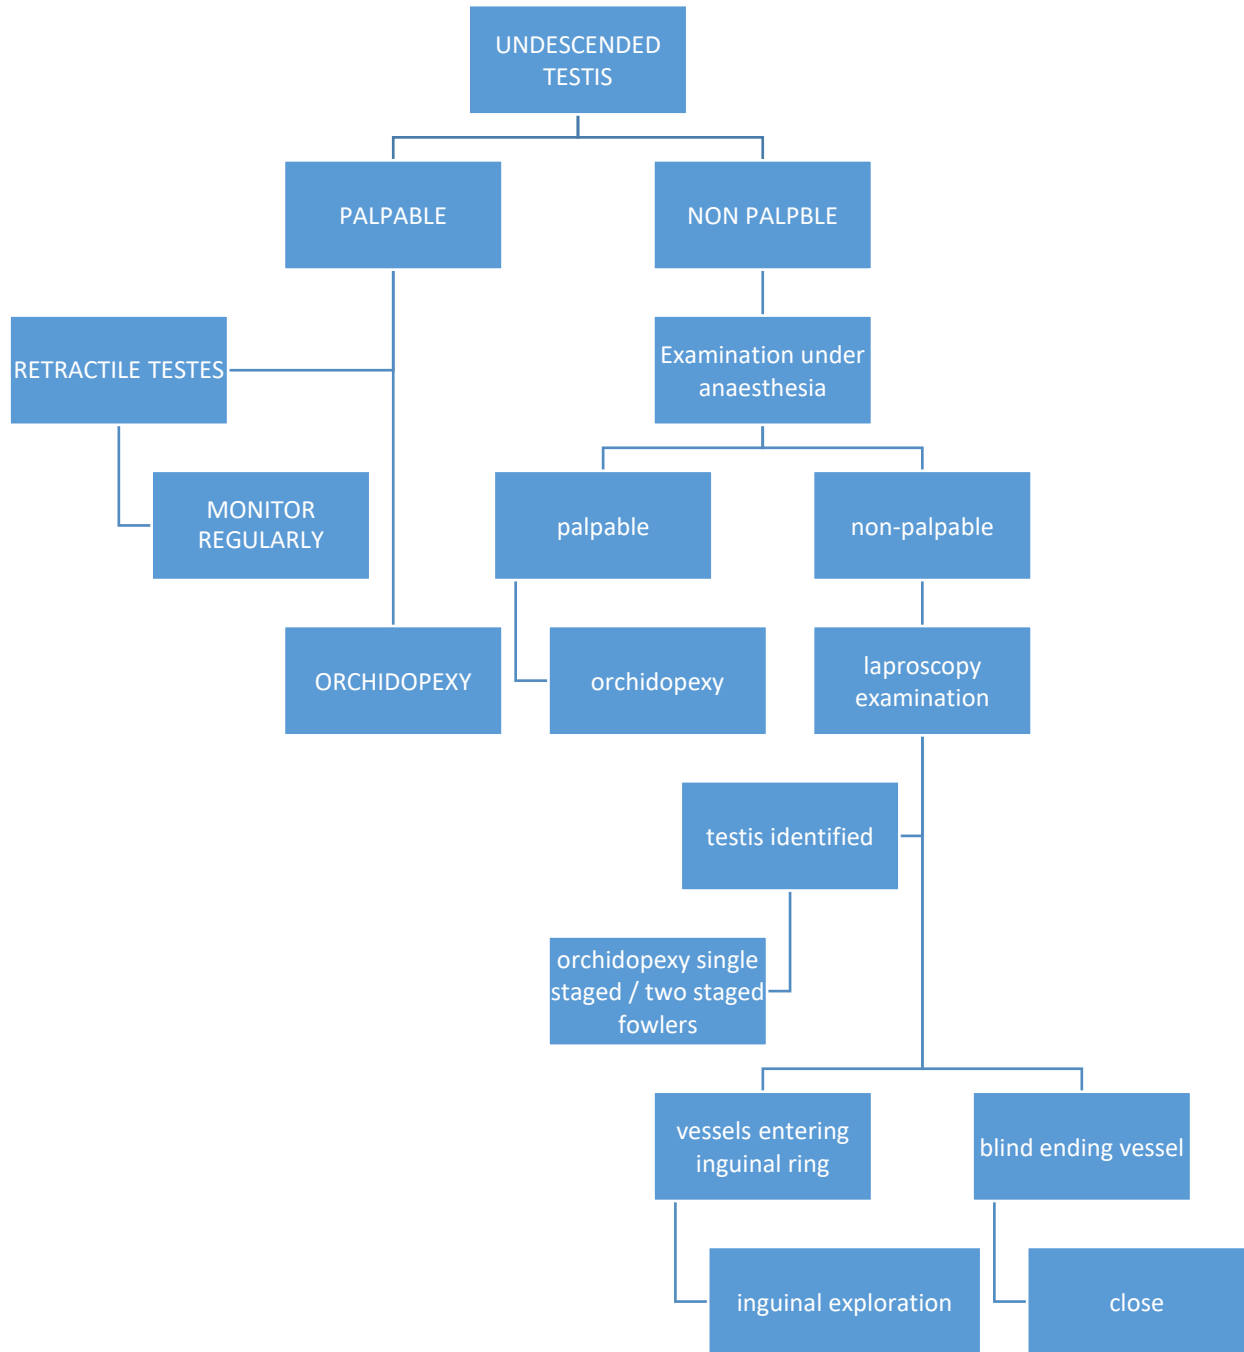 UNDESCENDED
TESTIS
PALPABLE
NON PALPBLE
RETRACTILE TESTES
Examination under
anaesthesia
MONITOR
REGULARLY
palpable
non-palpable
ORCHIDOPEXY
orchidopexy
laproscopy
examination
testis identified
orchidopexy single
staged / two staged
fowlers
vessels entering
inguinal ring
blind ending vessel
inguinal exploration
close